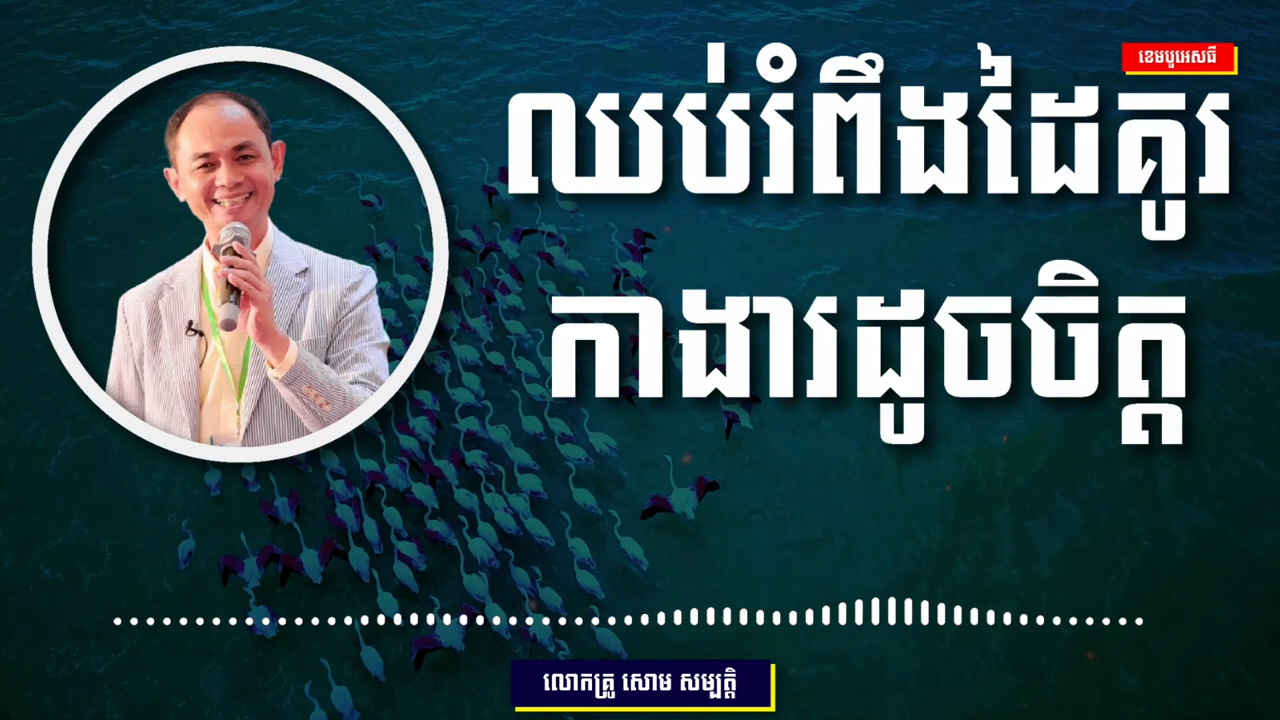 ខេមបូអេសធី
ឈប់រំពឹងដៃគូរ
ការងារដូចចិត្ត
លោកគ្រូ សោម សម្បត្តិ